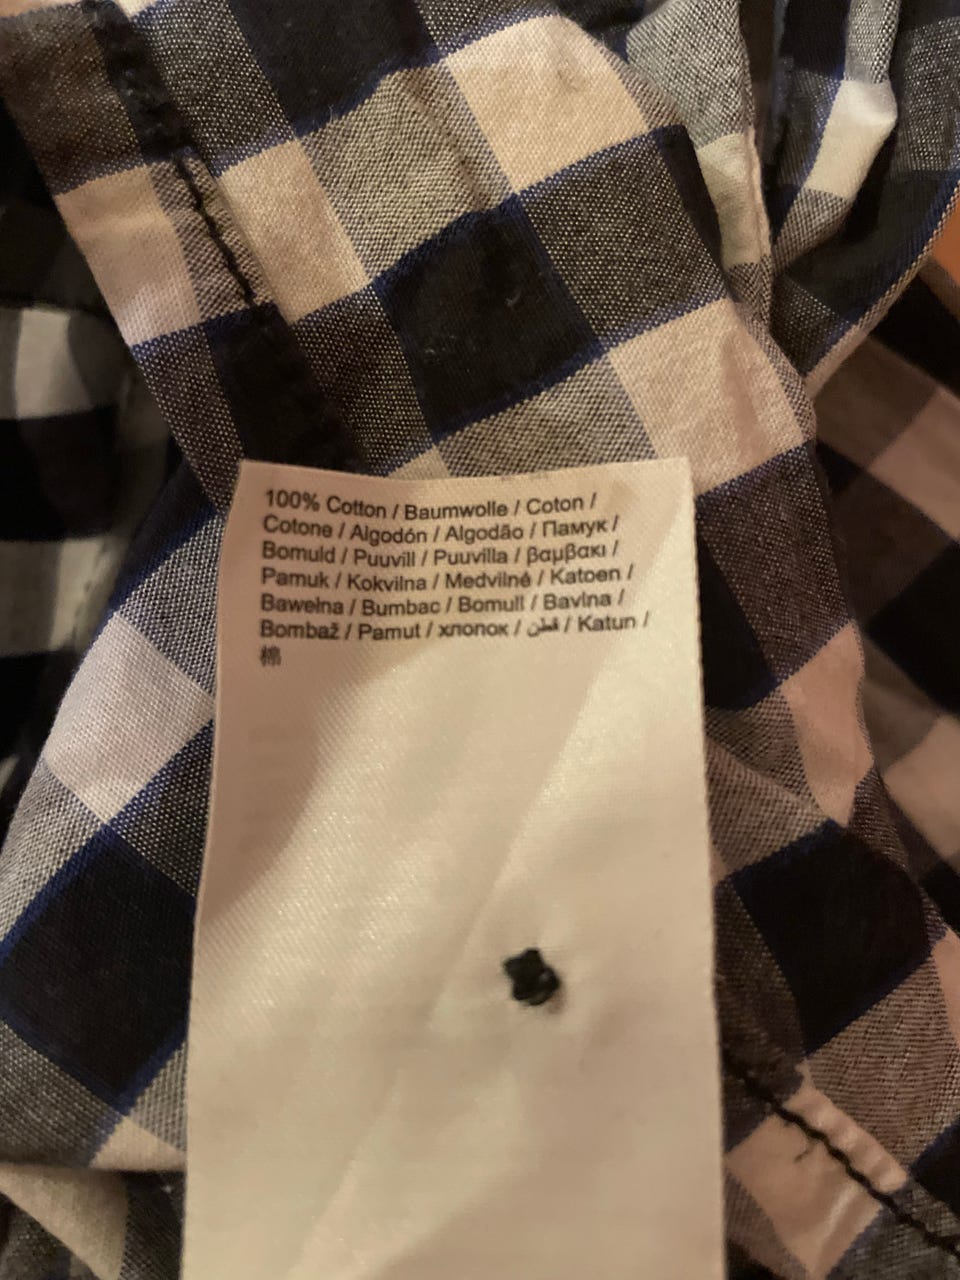 100% Cotton / Baumwolle / Coton /
Cotone / Algodón / Algodão / Памук /
Bomuld / Puuvill / Puuvilla / βαμβακι /
Pamuk / Kokvilna / Medvilnė / Katoen /
Bawełna / Bumbac / Bomull / Bavlna /
Bombaž / Pamut / хлопок / قطن / Katun /
棉